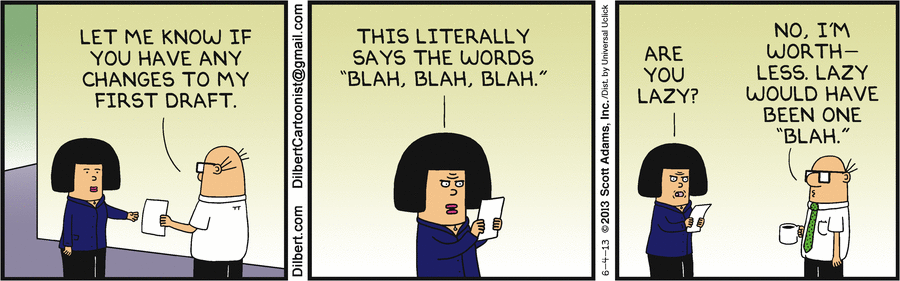 LET ME KNOW IF
YOU HAVE ANY
CHANGES TO MY
FIRST DRAFT.
Dilbert.com DilbertCartoonist@gmail.com
THIS LITERALLY
SAYS THE WORDS
“BLAH, BLAH, BLAH.”
6-4-13 ©2013 Scott Adams, Inc./Dist. by Universal Uclick
ARE
YOU
LAZY?
NO, I'M
WORTH–
LESS. LAZY
WOULD HAVE
BEEN ONE
“BLAH.”